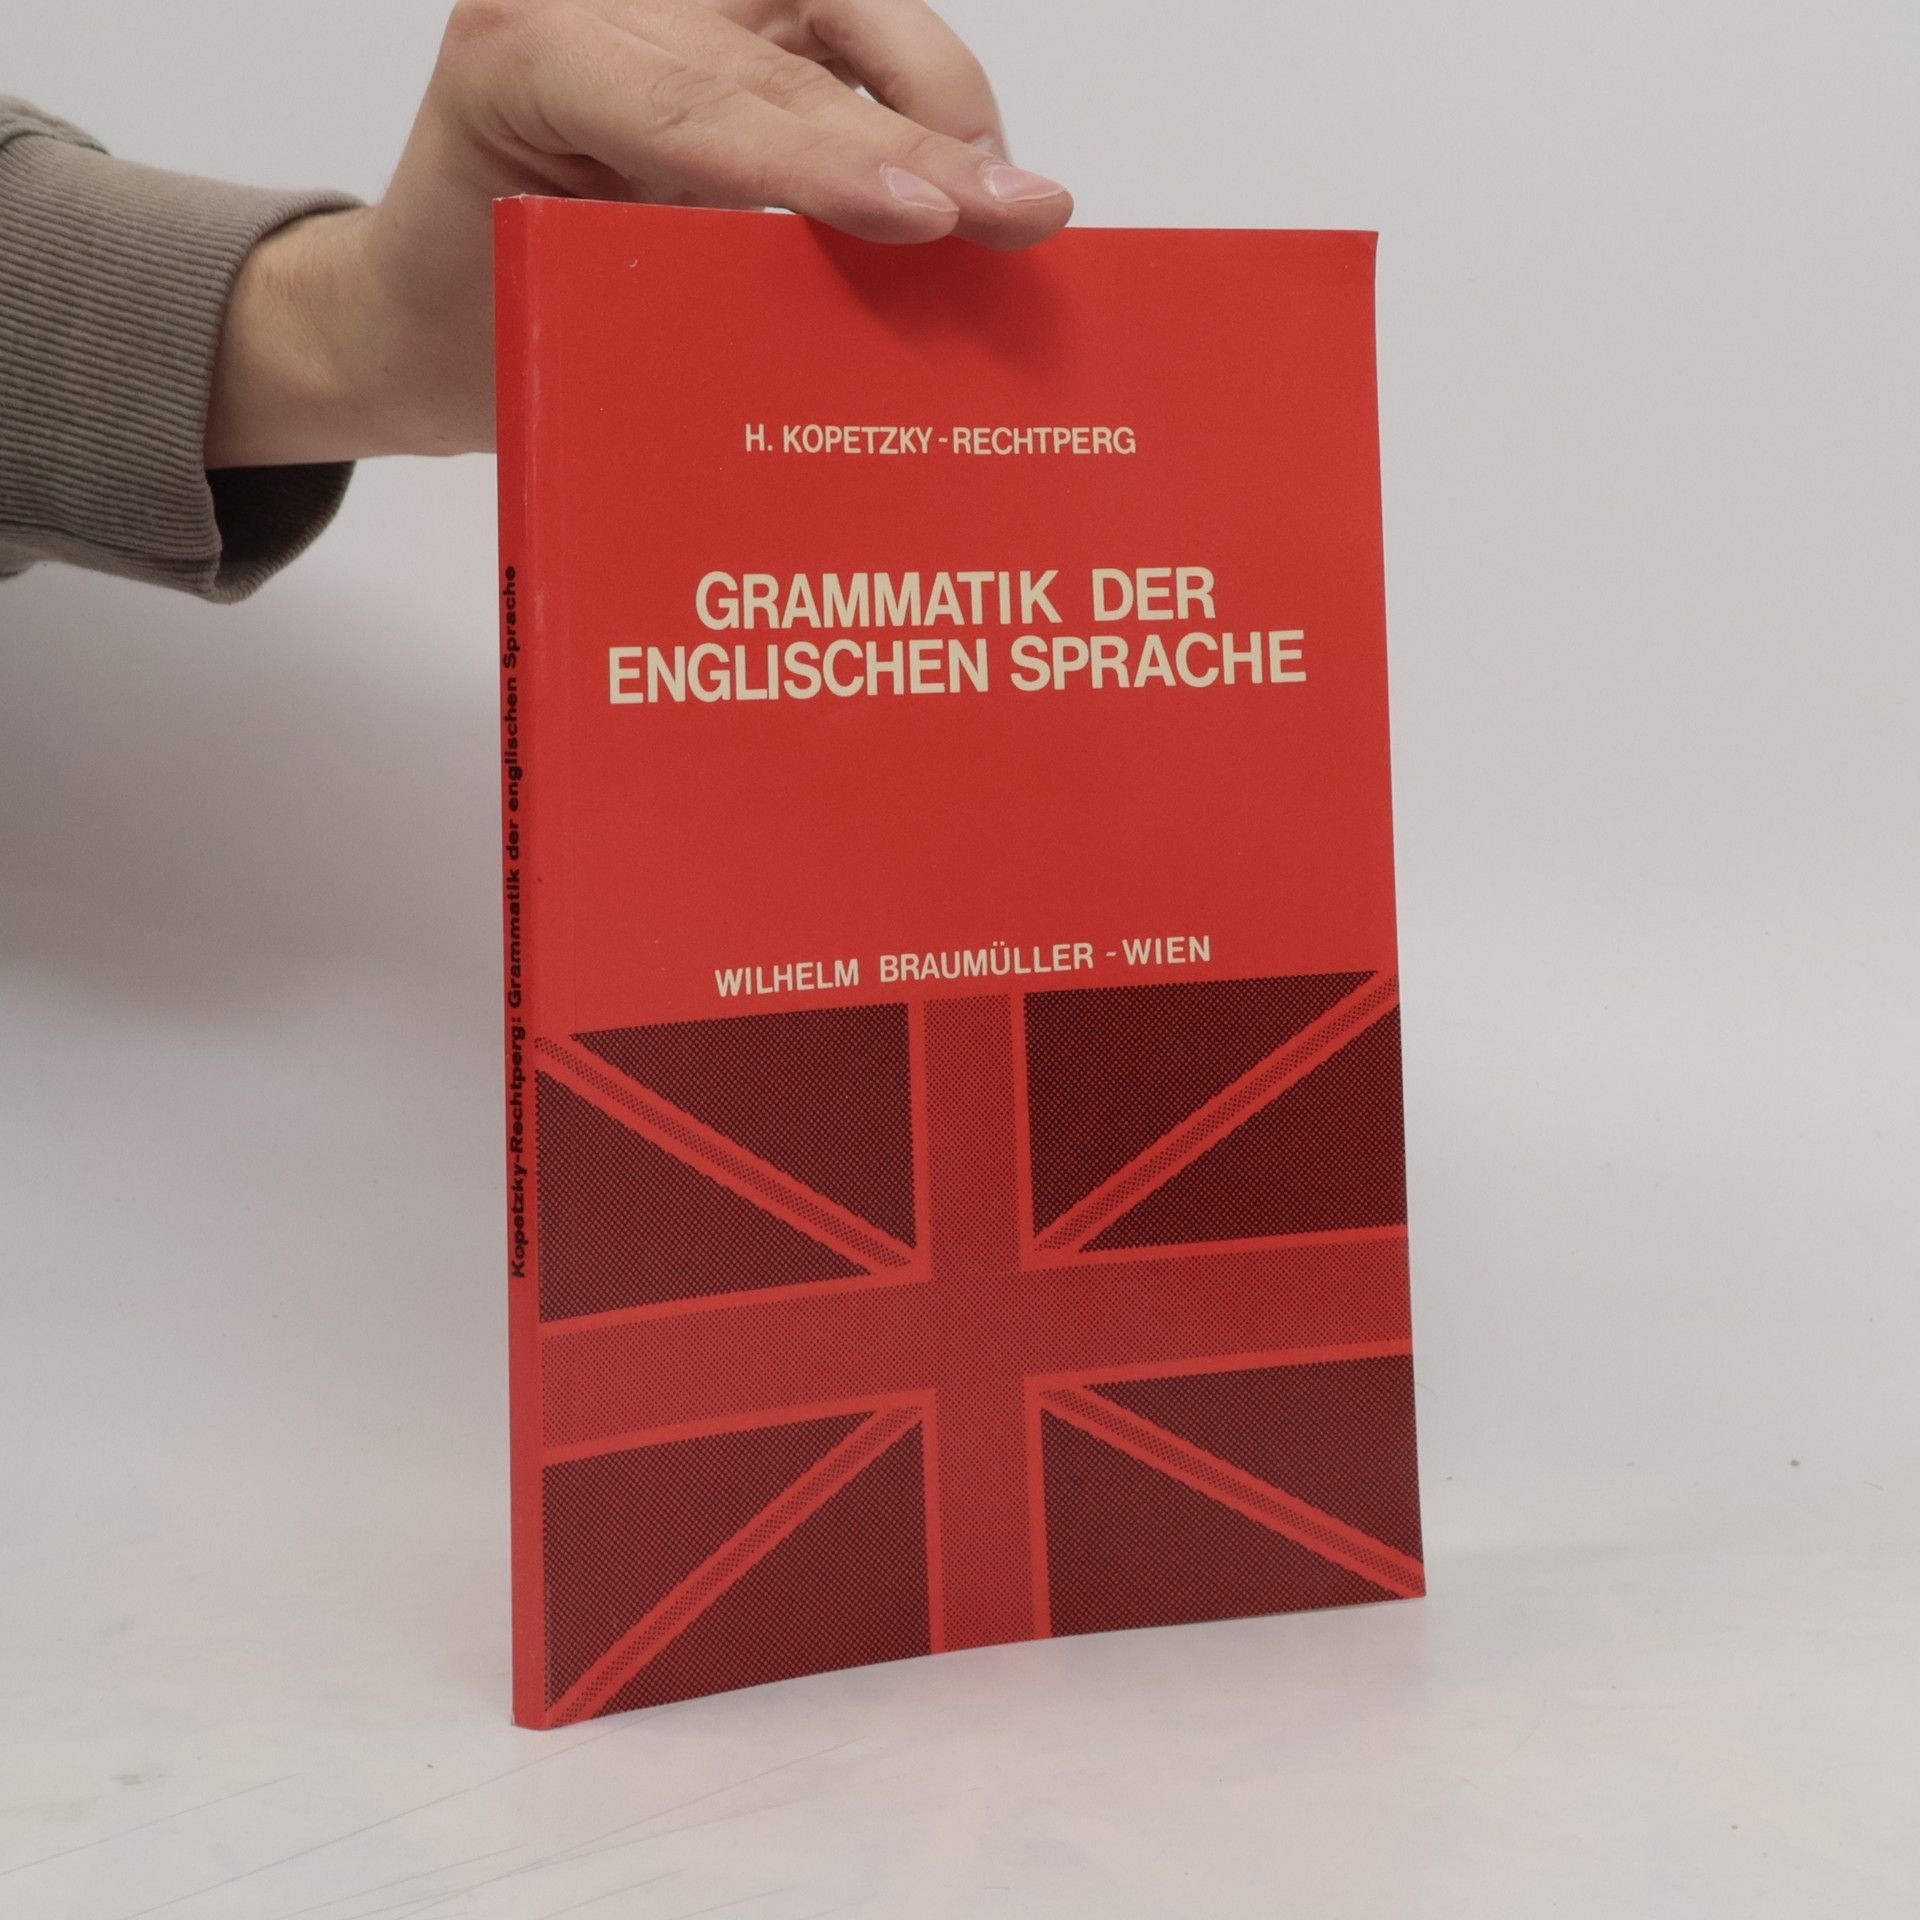 H. KOPETZKY-RECHTPERG
GRAMMATIK DER
ENGLISCHEN SPRACHE
WILHELM BRAUMÜLLER - WIEN
Kopetzky-Rechtperg: Grammatik der englischen Sprache